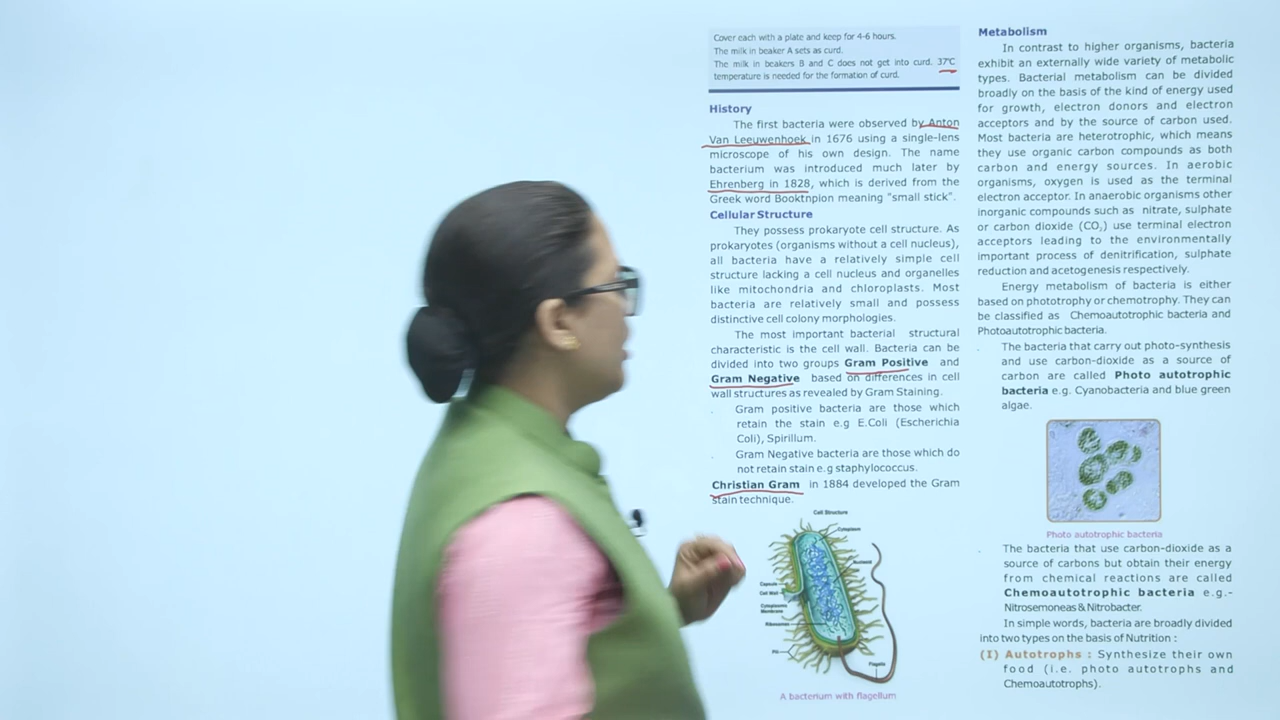 Cover each with a plate and keep for 4-6 hours.
The milk in beaker A sets as curd.
The milk in beakers B and C does not get into curd. 37°C
temperature is needed for the formation of curd.
History
The first bacteria were observed by Anton
Van Leeuwenhoek in 1676 using a single-lens
microscope of his own design. The name
bacterium was introduced much later by
Ehrenberg in 1828, which is derived from the
Greek word Booktnpion meaning "small stick".
Cellular Structure
They possess prokaryote cell structure. As
prokaryotes (organisms without a cell nucleus),
all bacteria have a relatively simple cell
structure lacking a cell nucleus and organelles
like mitochondria and chloroplasts. Most
bacteria are relatively small and possess
distinctive cell colony morphologies.
The most important bacterial structural
characteristic is the cell wall. Bacteria can be
divided into two groups Gram Positive and
Gram Negative based on differences in cell
wall structures as revealed by Gram Staining.
Gram positive bacteria are those which
retain the stain e.g E.Coli (Escherichia
Coli), Spirillum.
Gram Negative bacteria are those which do
not retain stain e.g staphylococcus.
Christian Gram in 1884 developed the Gram
stain technique.
Cell Structure
Cytoplasm
Nucleoid
Capsule
Cell Wall
Cytoplasmic
Membrane
Ribosomes
Pili
Flagella
A bacterium with flagellum
Metabolism
In contrast to higher organisms, bacteria
exhibit an externally wide variety of metabolic
types. Bacterial metabolism can be divided
broadly on the basis of the kind of energy used
for growth, electron donors and electron
acceptors and by the source of carbon used.
Most bacteria are heterotrophic, which means
they use organic carbon compounds as both
carbon and energy sources. In aerobic
organisms, oxygen is used as the terminal
electron acceptor. In anaerobic organisms other
inorganic compounds such as nitrate, sulphate
or carbon dioxide (CO₂) use terminal electron
acceptors leading to the environmentally
important process of denitrification, sulphate
reduction and acetogenesis respectively.
Energy metabolism of bacteria is either
based on phototrophy or chemotrophy. They can
be classified as Chemoautotrophic bacteria and
Photoautotrophic bacteria.
The bacteria that carry out photo-synthesis
and use carbon-dioxide as a source of
carbon are called Photo autotrophic
bacteria e.g. Cyanobacteria and blue green
algae.
Photo autotrophic bacteria
The bacteria that use carbon-dioxide as a
source of carbons but obtain their energy
from chemical reactions are called
Chemoautotrophic bacteria e.g.-
Nitrosemoneas & Nitrobacter.
In simple words, bacteria are broadly divided
into two types on the basis of Nutrition :
(I) Autotrophs : Synthesize their own
food (i.e. photo autotrophs and
Chemoautotrophs).